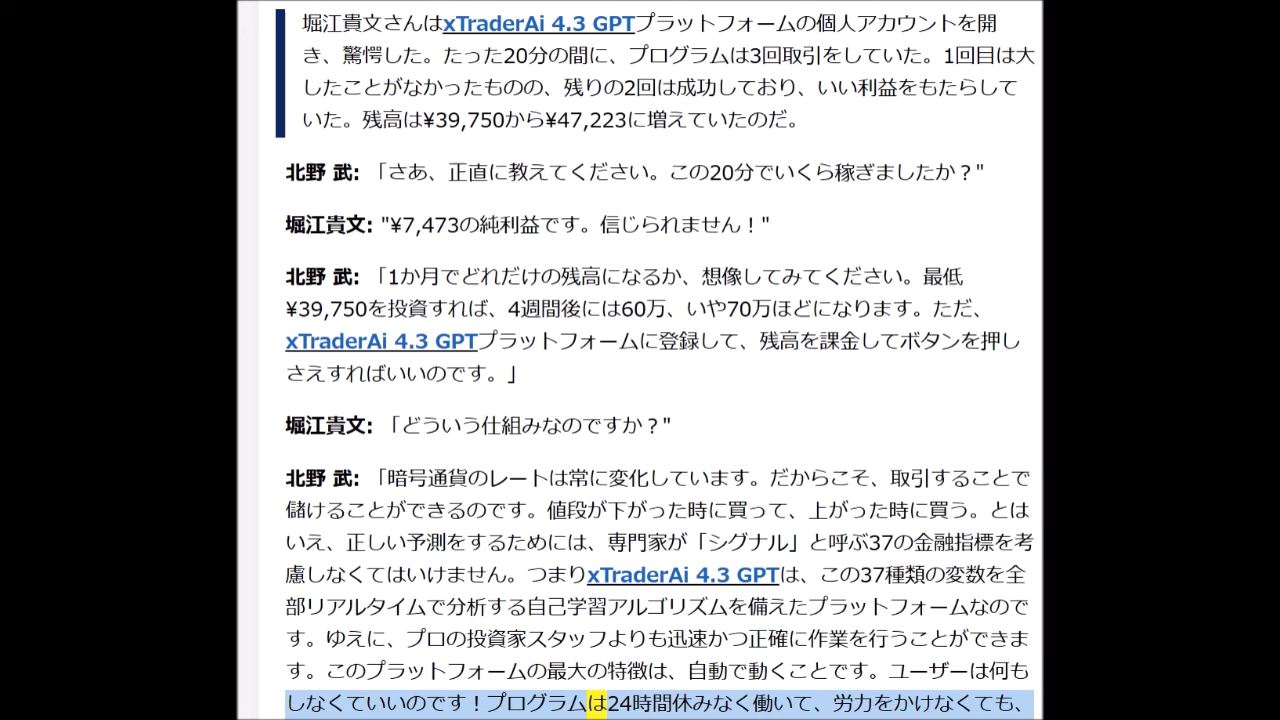 堀江貴文さんはxTraderAi 4.3 GPTプラットフォームの個人アカウントを開
き、驚愕した。たった20分の間に、プログラムは3回取引をしていた。1回目は大
したことがなかったものの、残りの2回は成功しており、いい利益をもたらして
いた。残高は¥39,750から¥47,223に増えていたのだ。
北野 武: 「さあ、正直に教えてください。この20分でいくら稼ぎましたか？"
堀江貴文: "¥7,473の純利益です。信じられません！"
北野 武: 「1か月でどれだけの残高になるか、想像してみてください。最低
¥39,750を投資すれば、4週間後には60万、いや70万ほどになります。ただ、
xTraderAi 4.3 GPTプラットフォームに登録して、残高を課金してボタンを押し
さえすればいいのです。」
堀江貴文: 「どういう仕組みなのですか？"
北野 武: 「暗号通貨のレートは常に変化しています。だからこそ、取引することで
儲けることができるのです。値段が下がった時に買って、上がった時に買う。とは
いえ、正しい予測をするためには、専門家が「シグナル」と呼ぶ37の金融指標を考
慮しなくてはいけません。つまりxTraderAi 4.3 GPTは、この37種類の変数を全
部リアルタイムで分析する自己学習アルゴリズムを備えたプラットフォームなので
す。ゆえに、プロの投資家スタッフよりも迅速かつ正確に作業を行うことができま
す。このプラットフォームの最大の特徴は、自動で動くことです。ユーザーは何も
しなくていいのです！プログラムは24時間休みなく働いて、労力をかけなくても、